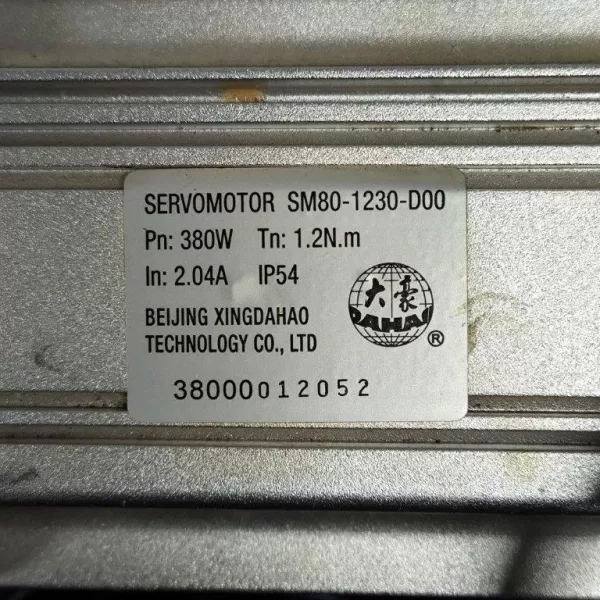 SERVOMOTOR SM80-1230-D00
Pn: 380W Tn: 1.2N.m
In: 2.04A IP54
大豪
DAHAO
®
BEIJING XINGDAHAO
TECHNOLOGY CO., LTD
38000012052